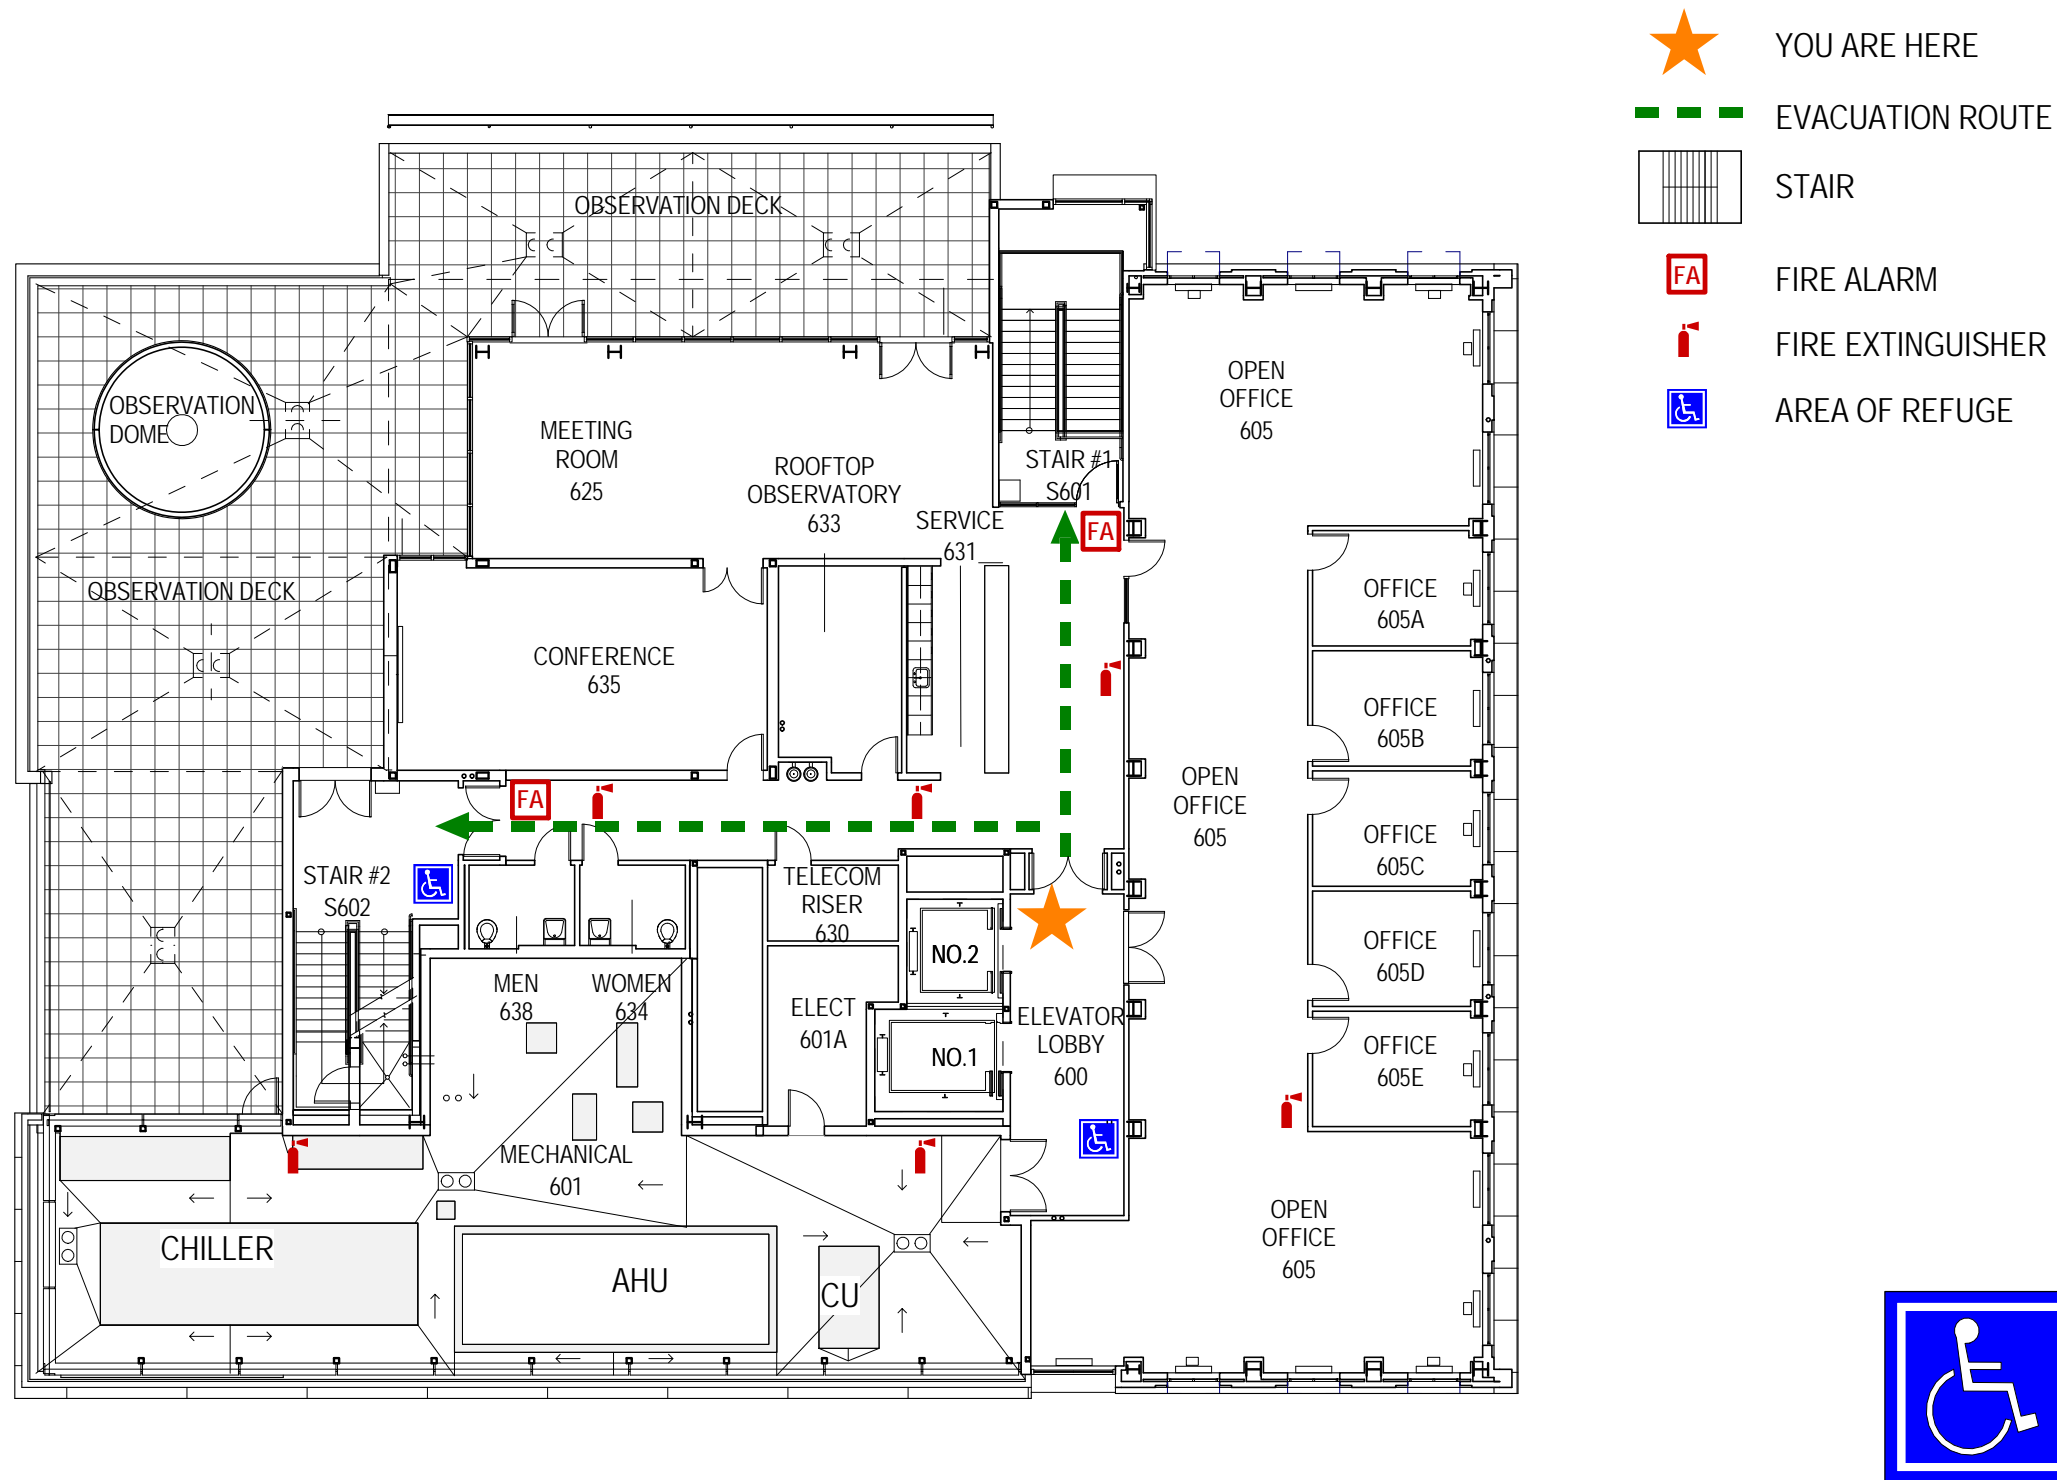 YOU ARE HERE
EVACUATION ROUTE
STAIR
FA
FIRE ALARM
FIRE EXTINGUISHER
AREA OF REFUGE
OBSERVATION DECK
OBSERVATION
DOME
OBSERVATION DECK
MEETING
ROOM
625
ROOFTOP
OBSERVATORY
633
SERVICE
631
STAIR #1
S601
FA
OPEN
OFFICE
605
CONFERENCE
635
OFFICE
605A
OFFICE
605B
OPEN
OFFICE
605
OFFICE
605C
OFFICE
605D
OFFICE
605E
FA
STAIR #2
S602
TELECOM
RISER
630
NO.2
MEN
638
WOMEN
634
ELECT
601A
NO.1
ELEVATOR
LOBBY
600
MECHANICAL
601
OPEN
OFFICE
605
CHILLER
AHU
CU